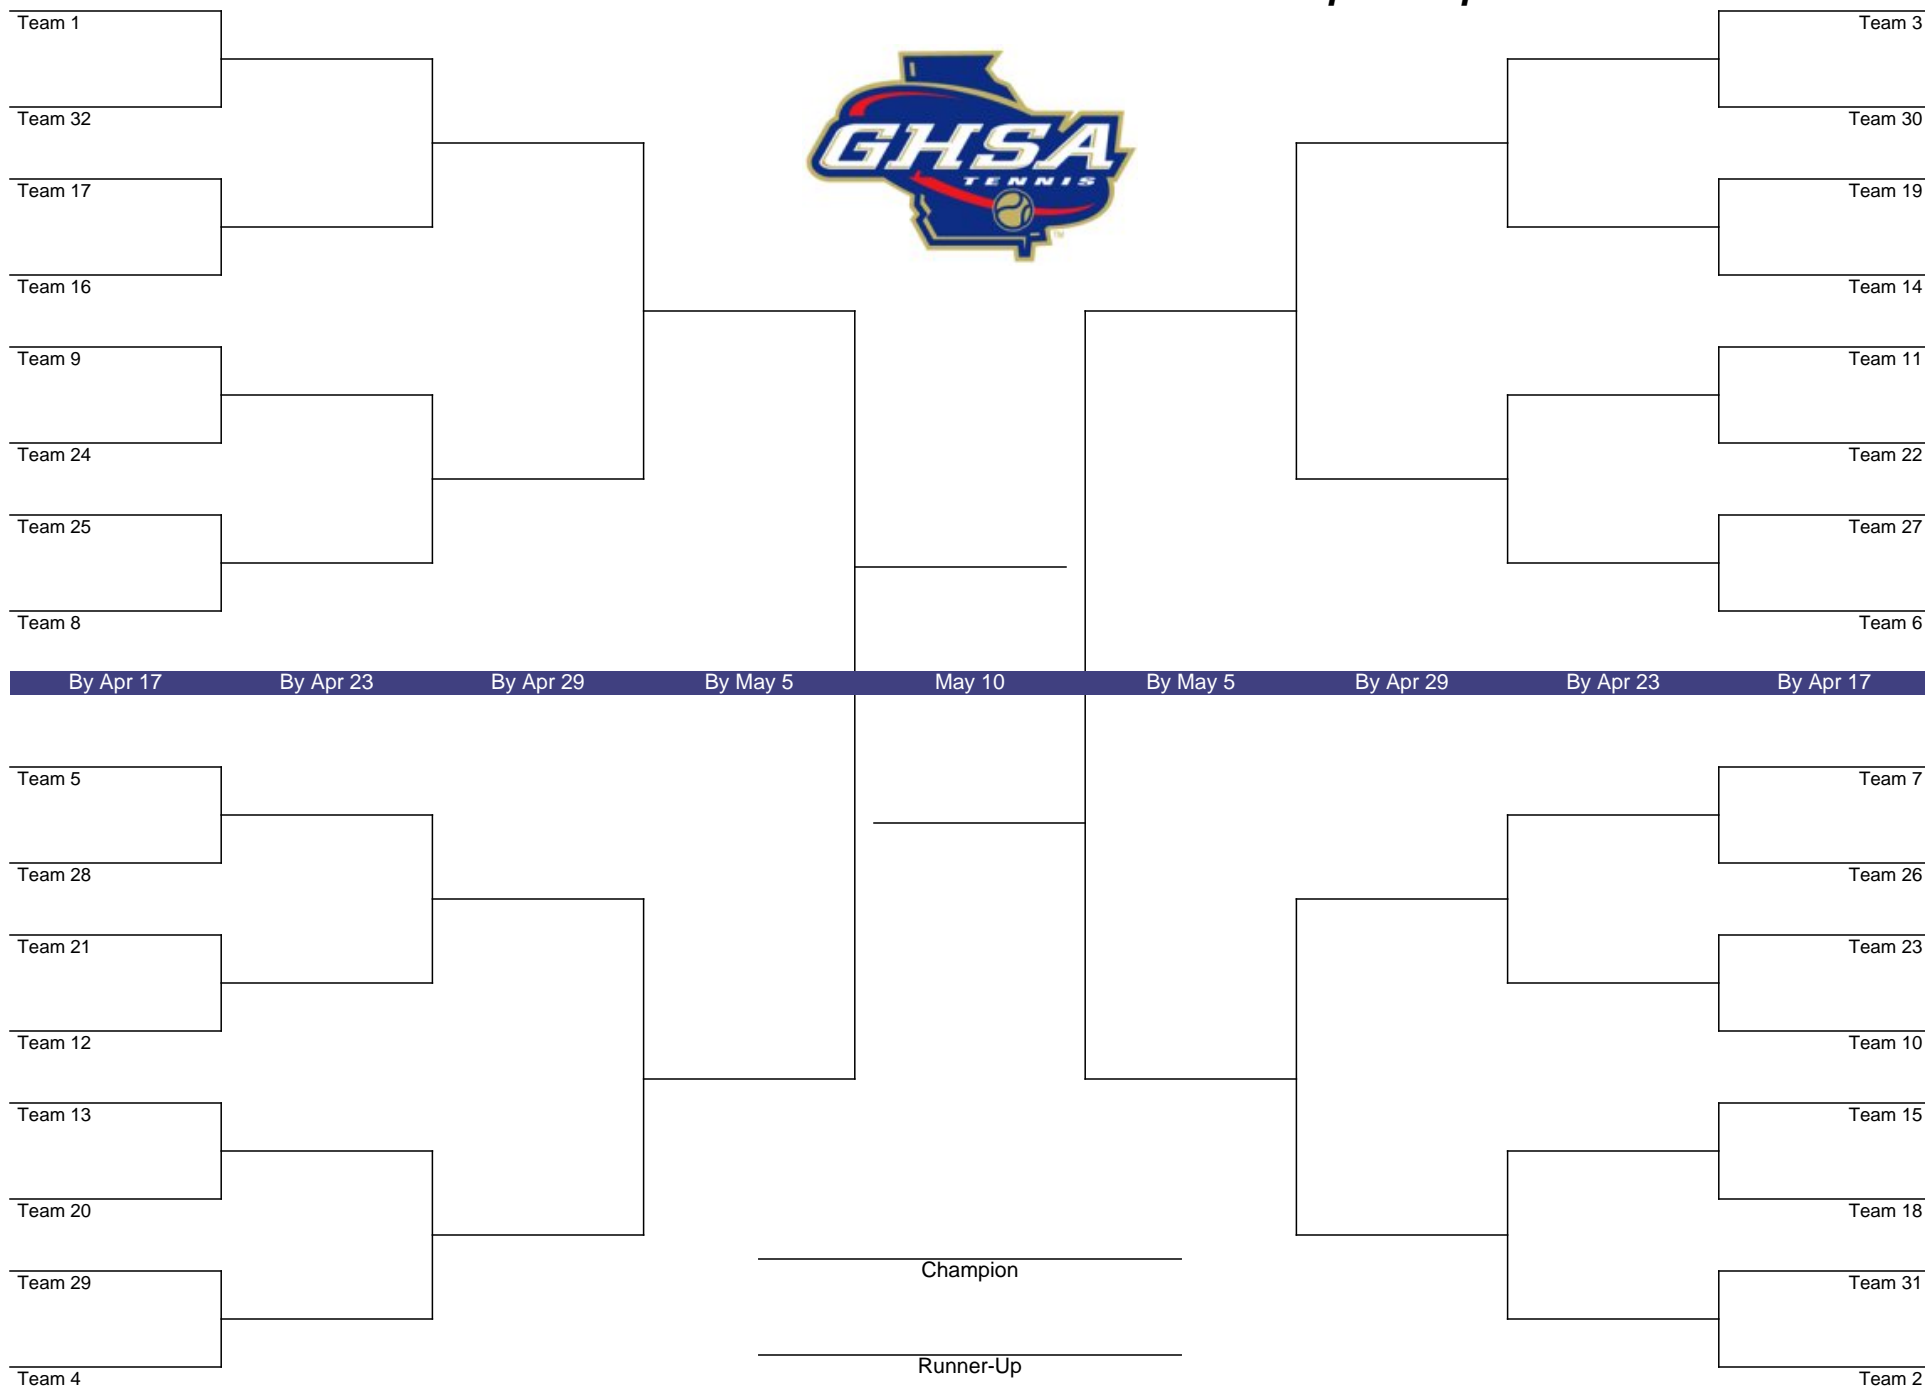 Team 1
Team 32
Team 17
Team 16
Team 9
Team 24
Team 25
Team 8
GHSA
TENNIS
TM
Team 3
Team 30
Team 19
Team 14
Team 11
Team 22
Team 27
Team 6
By Apr 17 By Apr 23 By Apr 29 By May 5 May 10 By May 5 By Apr 29 By Apr 23 By Apr 17
Team 5
Team 28
Team 21
Team 12
Team 13
Team 20
Team 29
Team 4
Champion
Runner-Up
Team 7
Team 26
Team 23
Team 10
Team 15
Team 18
Team 31
Team 2